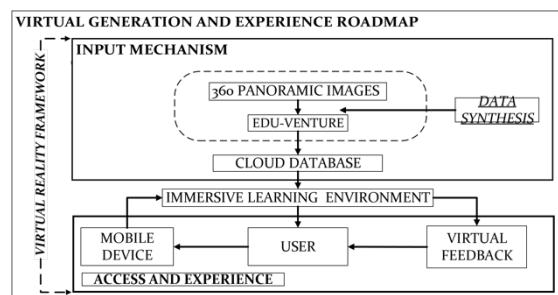 VIRTUAL GENERATION AND EXPERIENCE ROADMAP
VIRTUAL REALITY FRAMEWORK
INPUT MECHANISM
360 PANORAMIC IMAGES
EDU-VENTURE
DATA
SYNTHESIS
CLOUD DATABASE
IMMERSIVE LEARNING ENVIRONMENT
MOBILE
DEVICE
USER
VIRTUAL
FEEDBACK
ACCESS AND EXPERIENCE